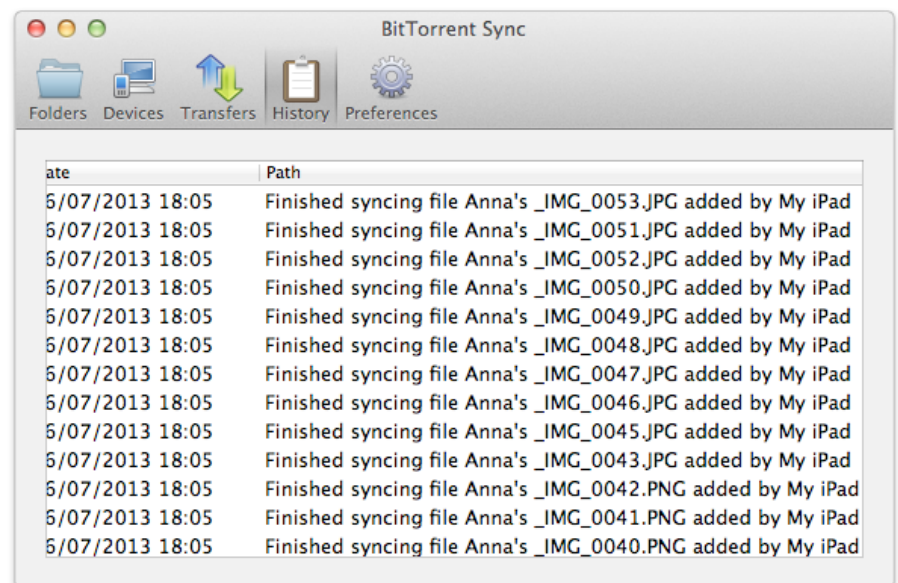 BitTorrent Sync
Folders Devices Transfers History Preferences
ate Path
6/07/2013 18:05 Finished syncing file Anna's _IMG_0053.JPG added by My iPad
6/07/2013 18:05 Finished syncing file Anna's _IMG_0051.JPG added by My iPad
6/07/2013 18:05 Finished syncing file Anna's _IMG_0052.JPG added by My iPad
6/07/2013 18:05 Finished syncing file Anna's _IMG_0050.JPG added by My iPad
6/07/2013 18:05 Finished syncing file Anna's _IMG_0049.JPG added by My iPad
6/07/2013 18:05 Finished syncing file Anna's _IMG_0048.JPG added by My iPad
6/07/2013 18:05 Finished syncing file Anna's _IMG_0047.JPG added by My iPad
6/07/2013 18:05 Finished syncing file Anna's _IMG_0046.JPG added by My iPad
6/07/2013 18:05 Finished syncing file Anna's _IMG_0045.JPG added by My iPad
6/07/2013 18:05 Finished syncing file Anna's _IMG_0043.JPG added by My iPad
6/07/2013 18:05 Finished syncing file Anna's _IMG_0042.PNG added by My iPad
6/07/2013 18:05 Finished syncing file Anna's _IMG_0041.PNG added by My iPad
6/07/2013 18:05 Finished syncing file Anna's _IMG_0040.PNG added by My iPad